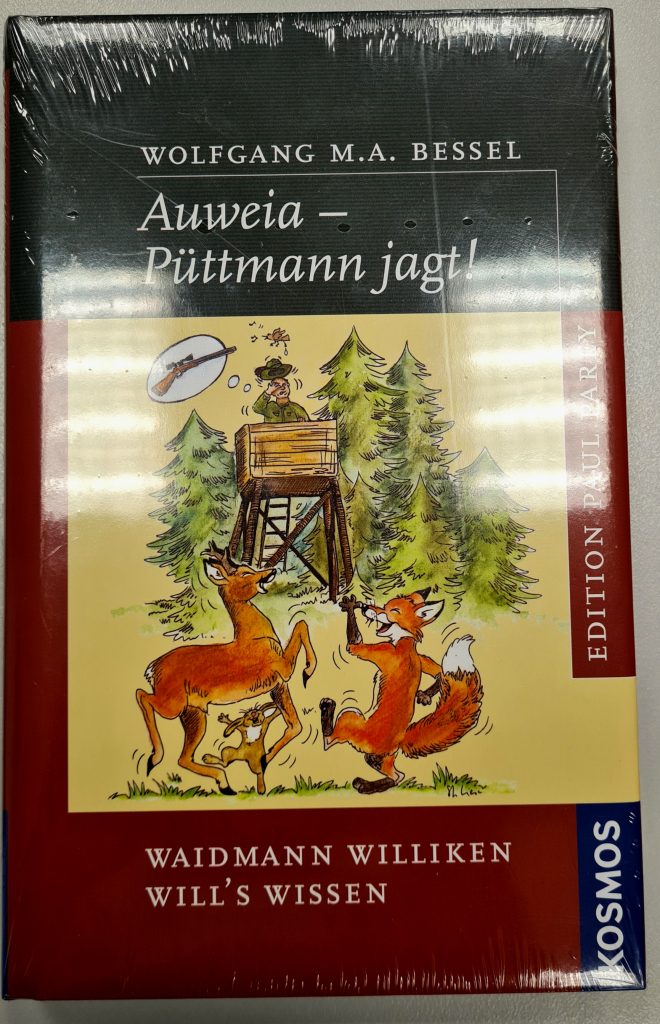 WOLFGANG M.A. BESSEL
Auweia –
Püttmann jagt!
EDITION PAUL PAREY
WAIDMANN WILLIKEN
WILL'S WISSEN
KOSMOS